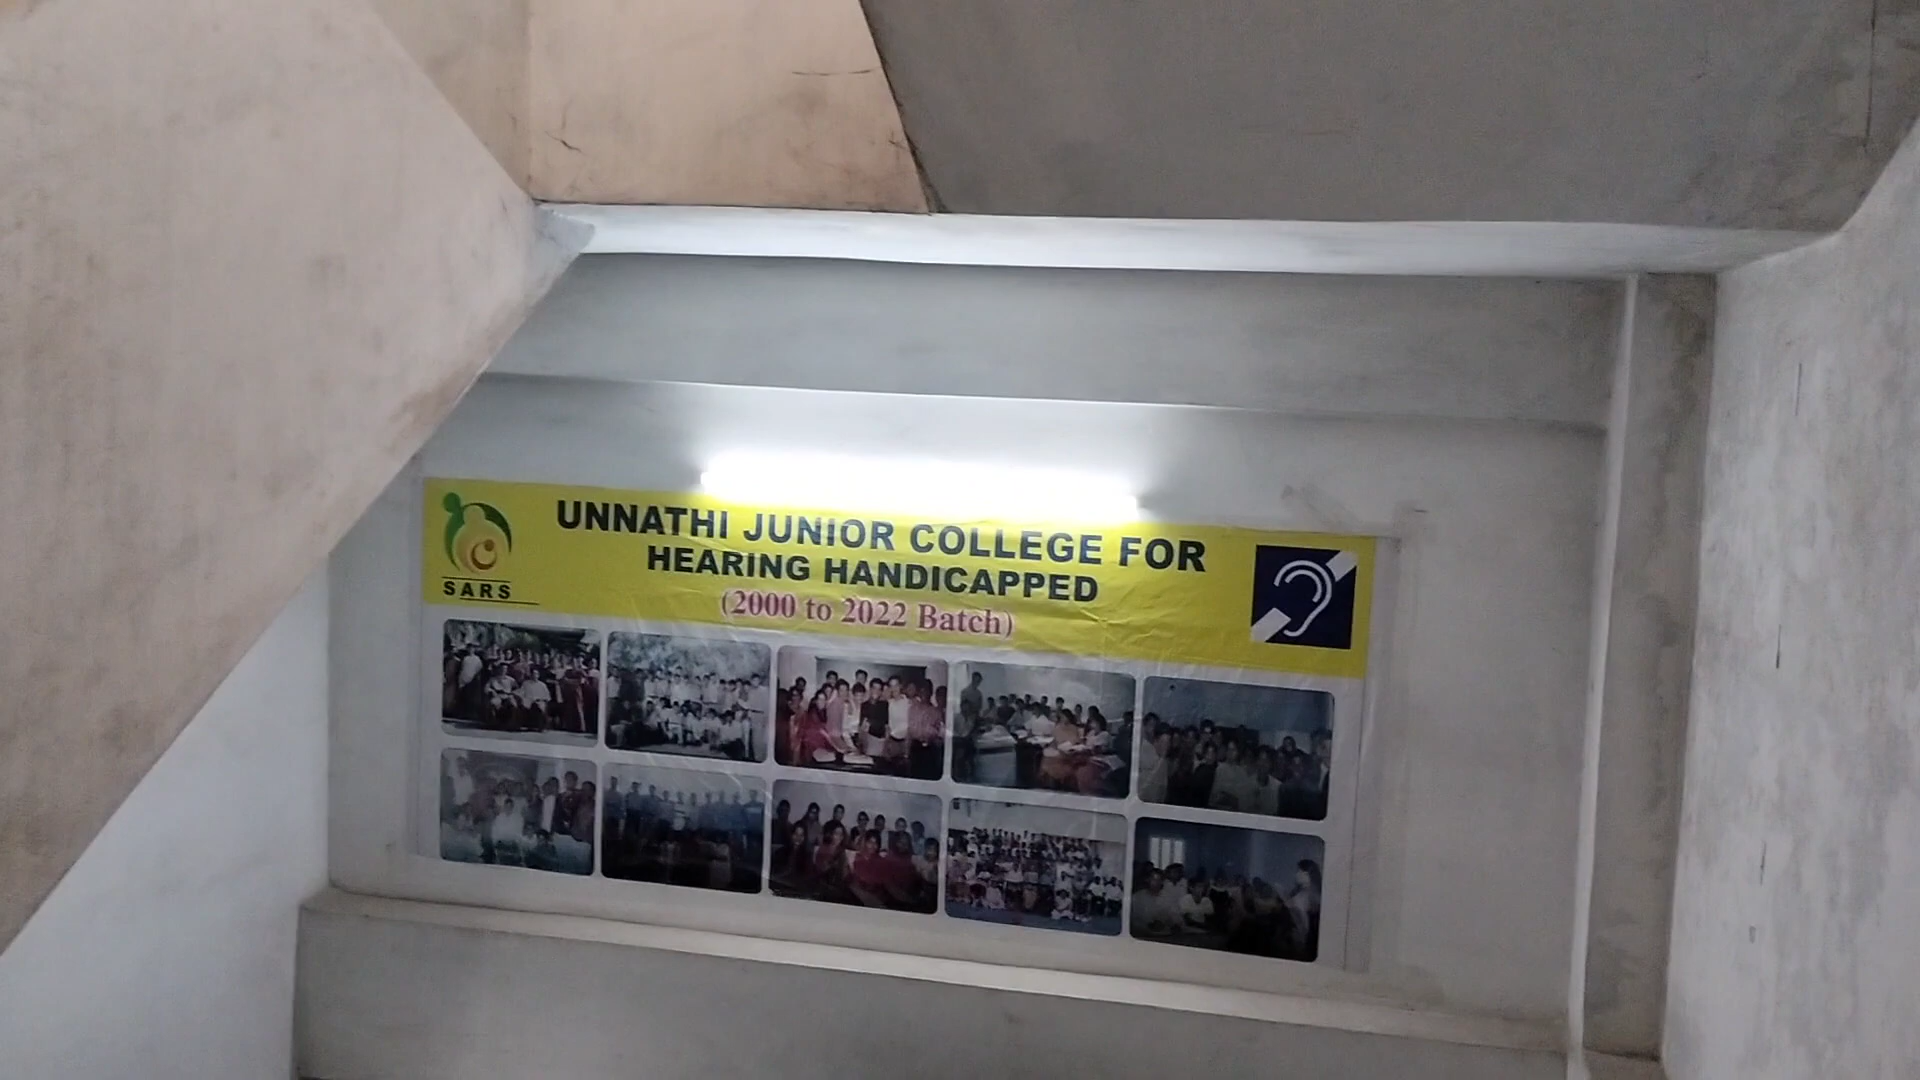 SARS
UNNATHI JUNIOR COLLEGE FOR
HEARING HANDICAPPED
(2000 to 2022 Batch)